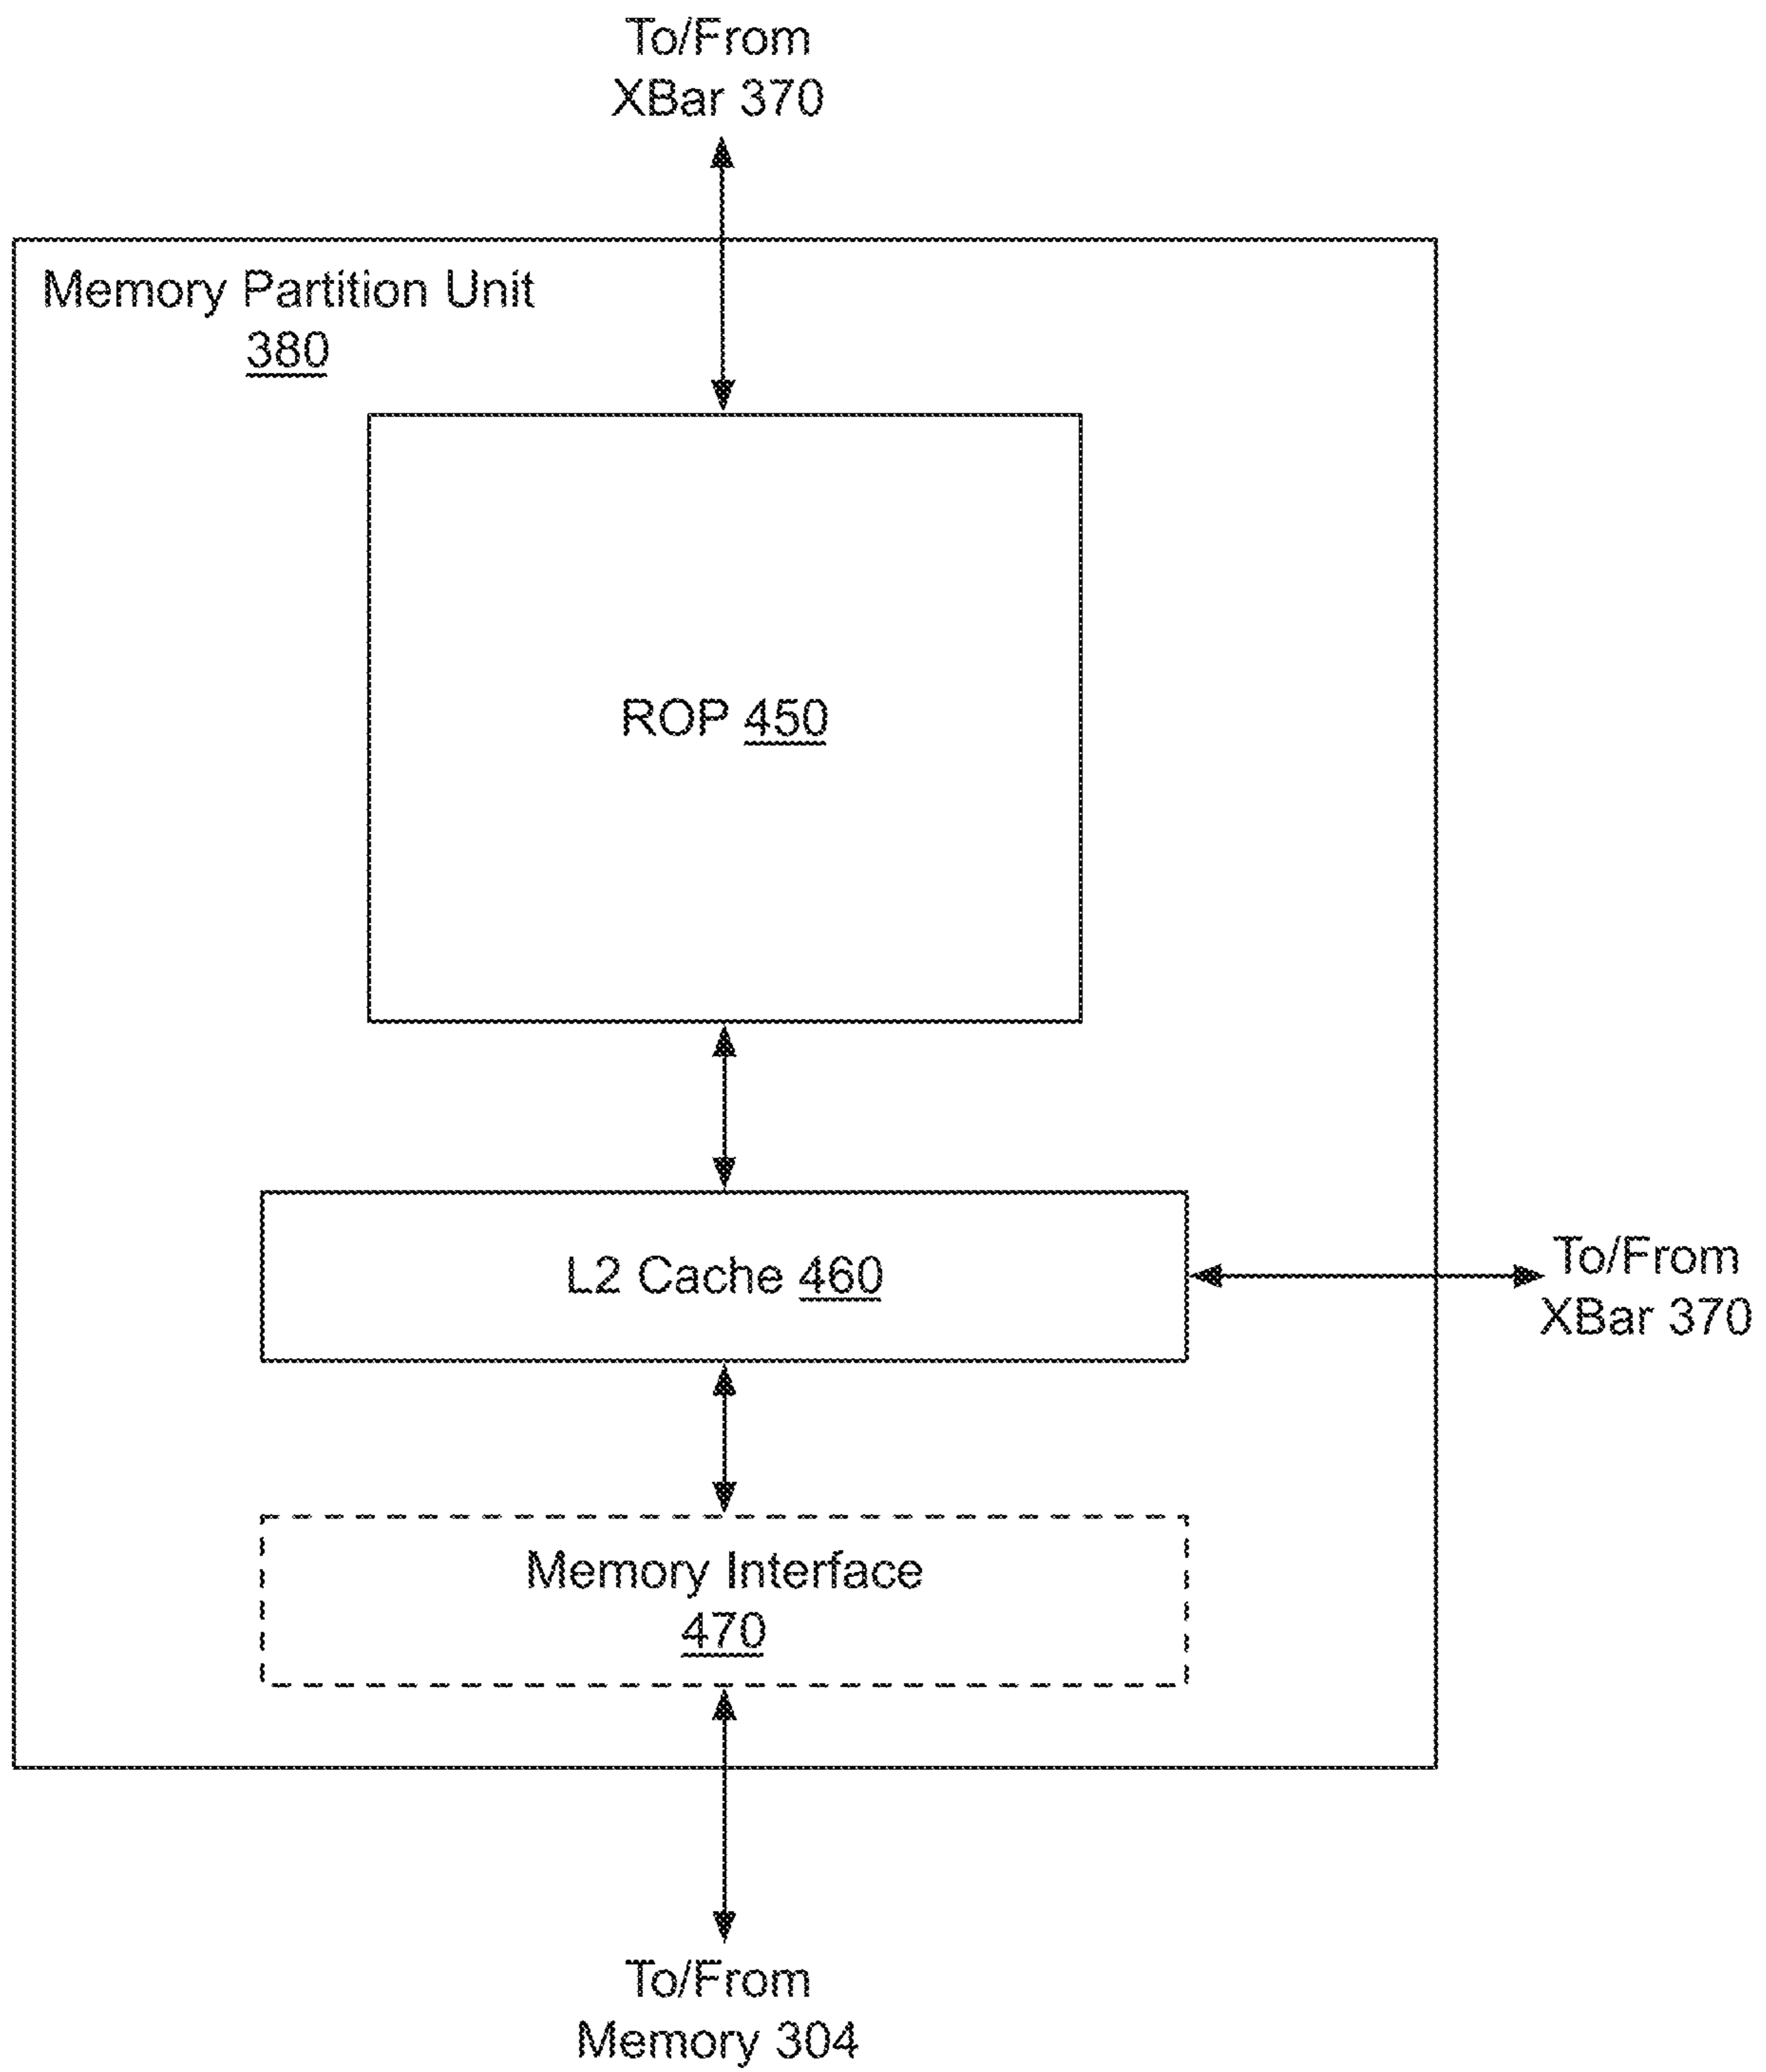 To/From
XBar 370
Memory Partition Unit
380
ROP 450
L2 Cache 460
To/From
XBar 370
Memory Interface
470
To/From
Memory 304